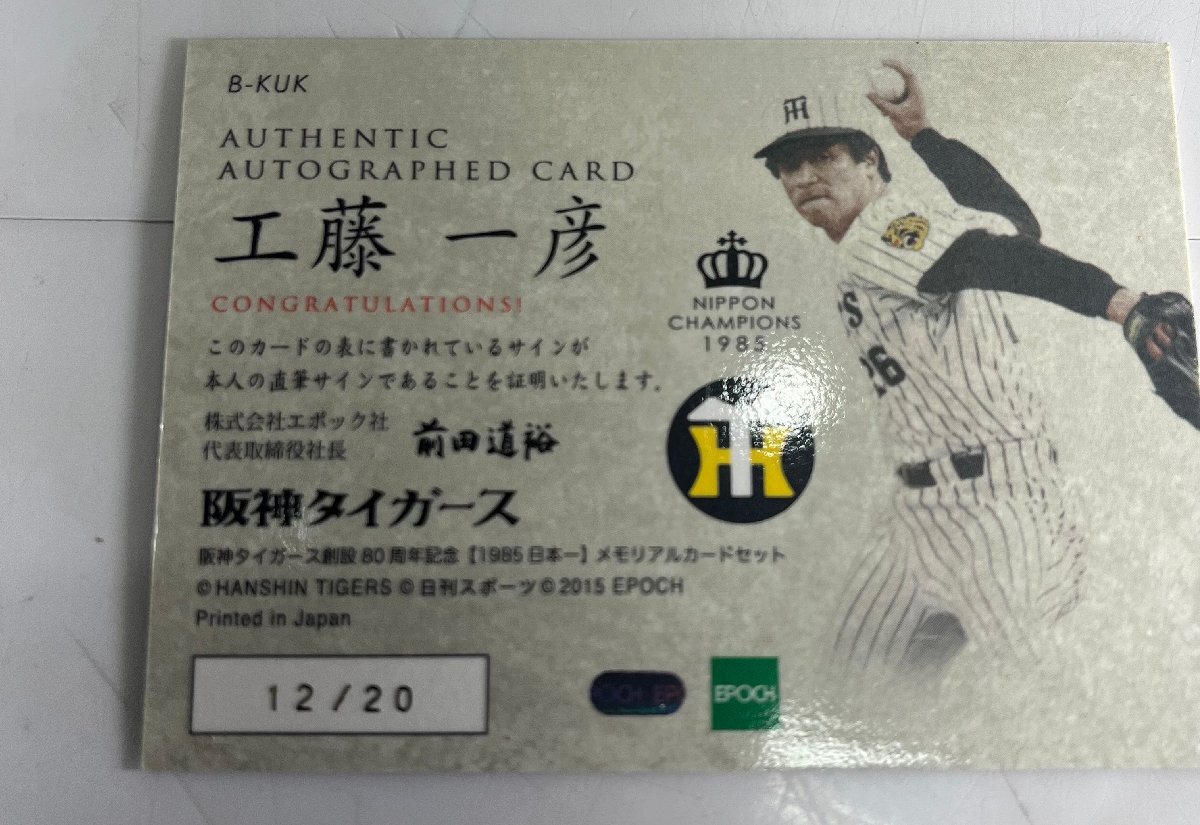 B-KUK
AUTHENTIC
AUTOGRAPHED CARD
工藤 一彦
CONGRATULATIONS!
このカードの表に書かれているサインが
本人の直筆サインであることを証明いたします。
株式会社エポック社
代表取締役社長 前田道裕
阪神タイガース
阪神タイガース創設80周年記念【1985日本一】メモリアルカードセット
©HANSHIN TIGERS ©日刊スポーツ ©2015 EPOCH
Printed in Japan
12/20
NIPPON
CHAMPIONS
1985
TH
TH
RS
26
EPOCH